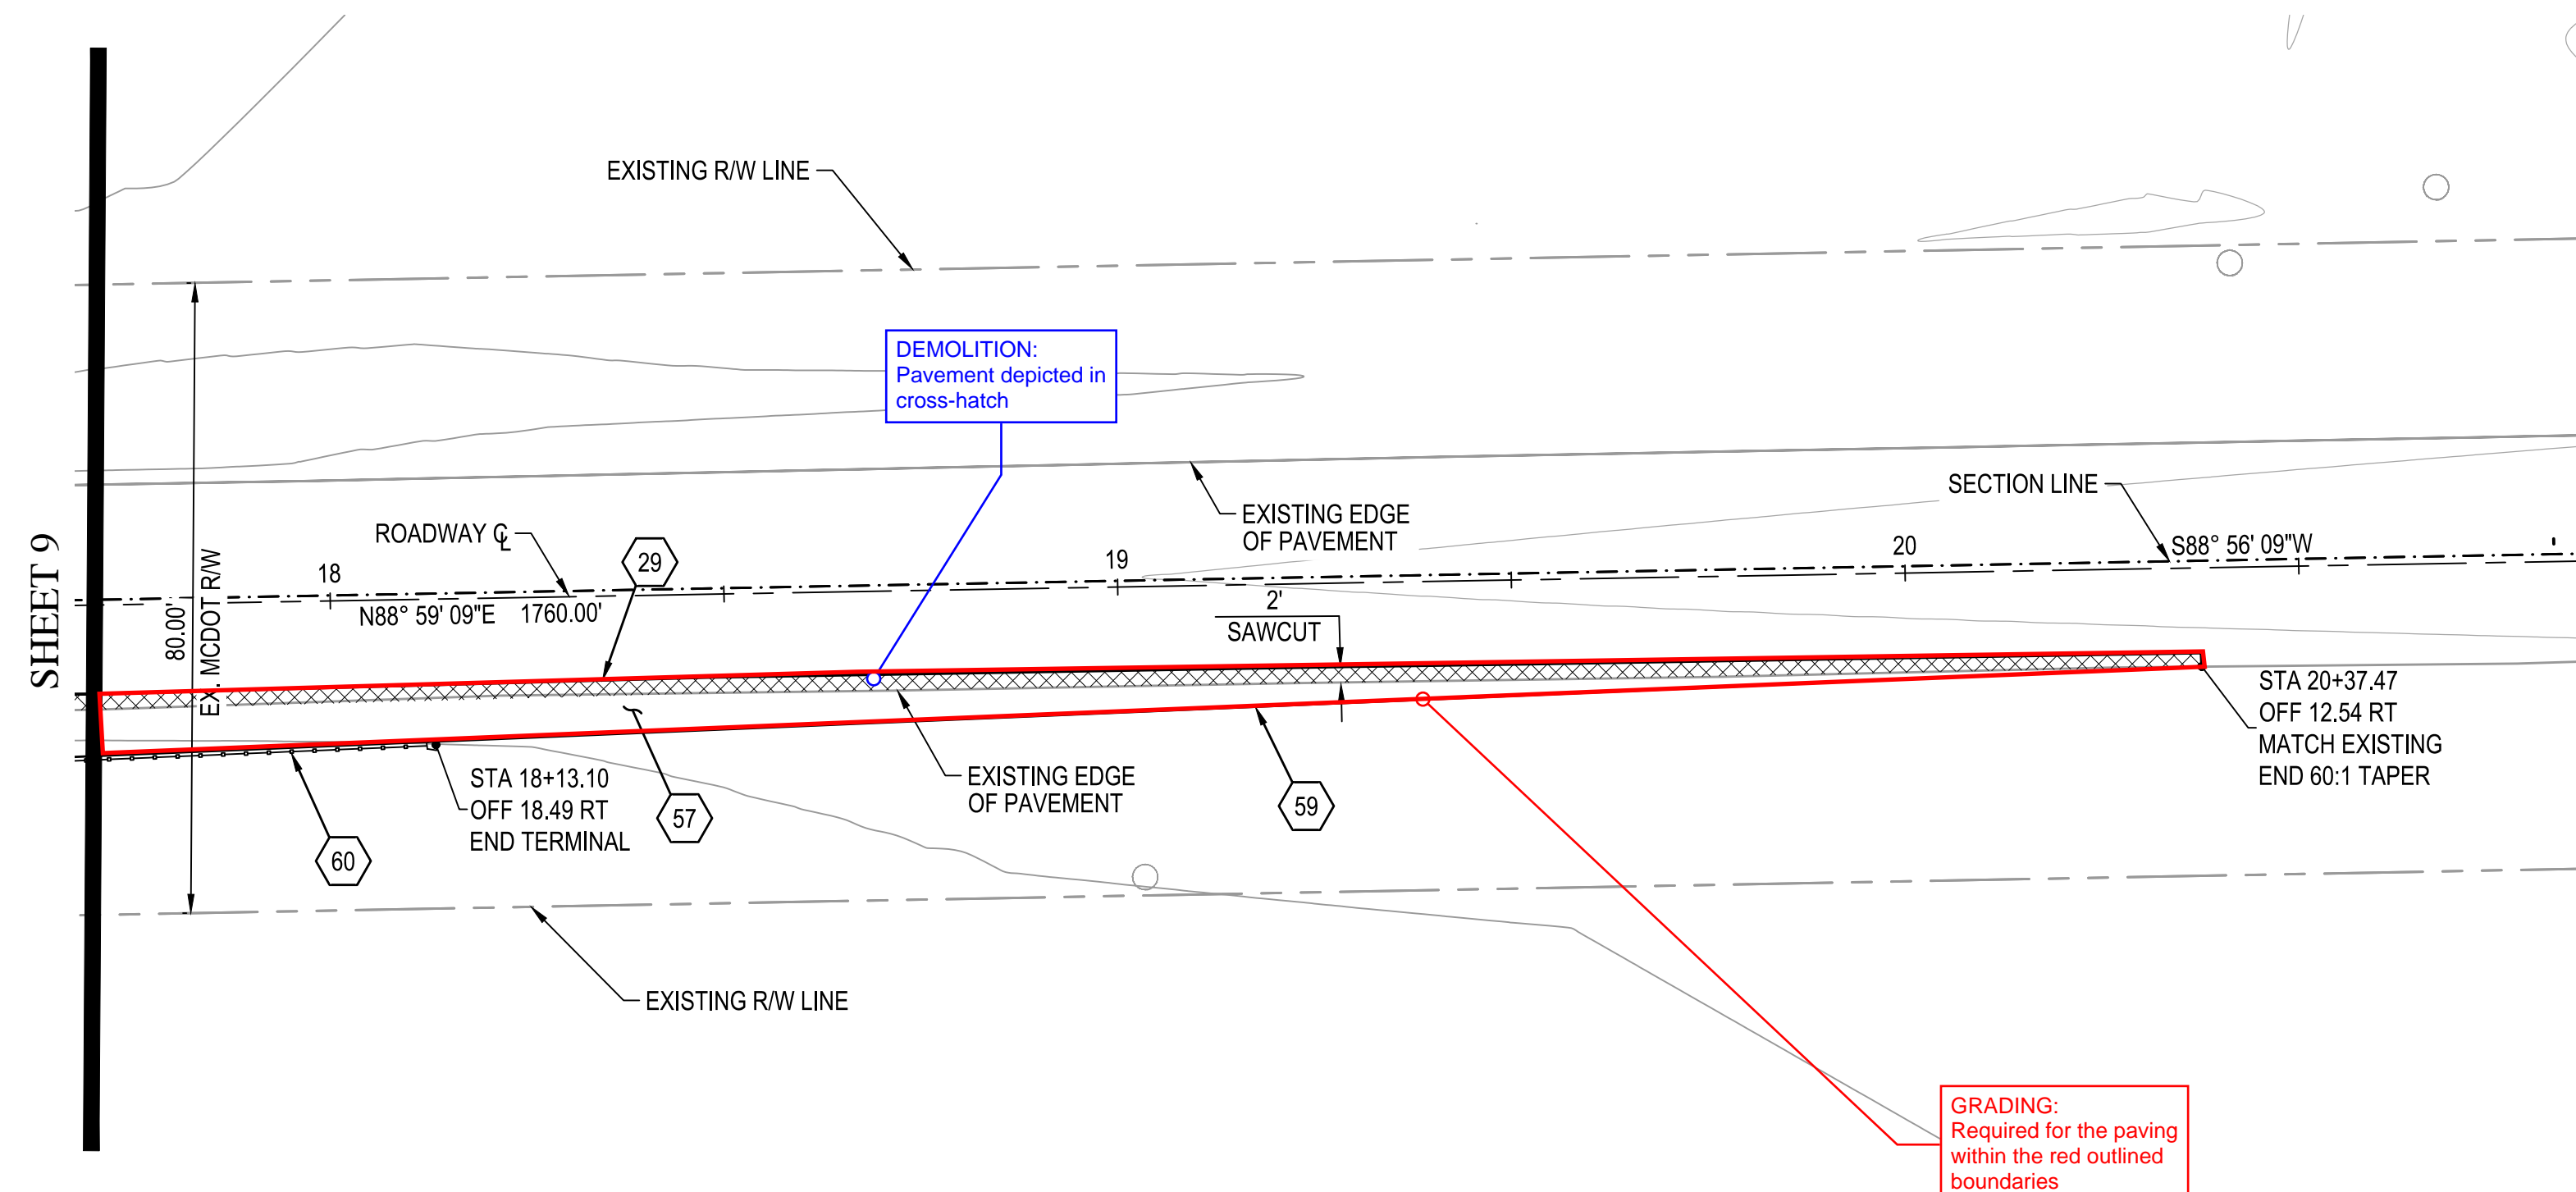 EXISTING R/W LINE
DEMOLITION:
Pavement depicted in
cross-hatch
SECTION LINE
EXISTING EDGE
OF PAVEMENT
ROADWAY ℄
SHEET 9
80.00'
EX. MCDOT R/W
18
29
19
20
S88° 56' 09"W
N88° 59' 09"E 1760.00'
2'
SAWCUT
STA 20+37.47
OFF 12.54 RT
MATCH EXISTING
END 60:1 TAPER
STA 18+13.10
OFF 18.49 RT
END TERMINAL
60
57
EXISTING EDGE
OF PAVEMENT
59
EXISTING R/W LINE
GRADING:
Required for the paving
within the red outlined
boundaries